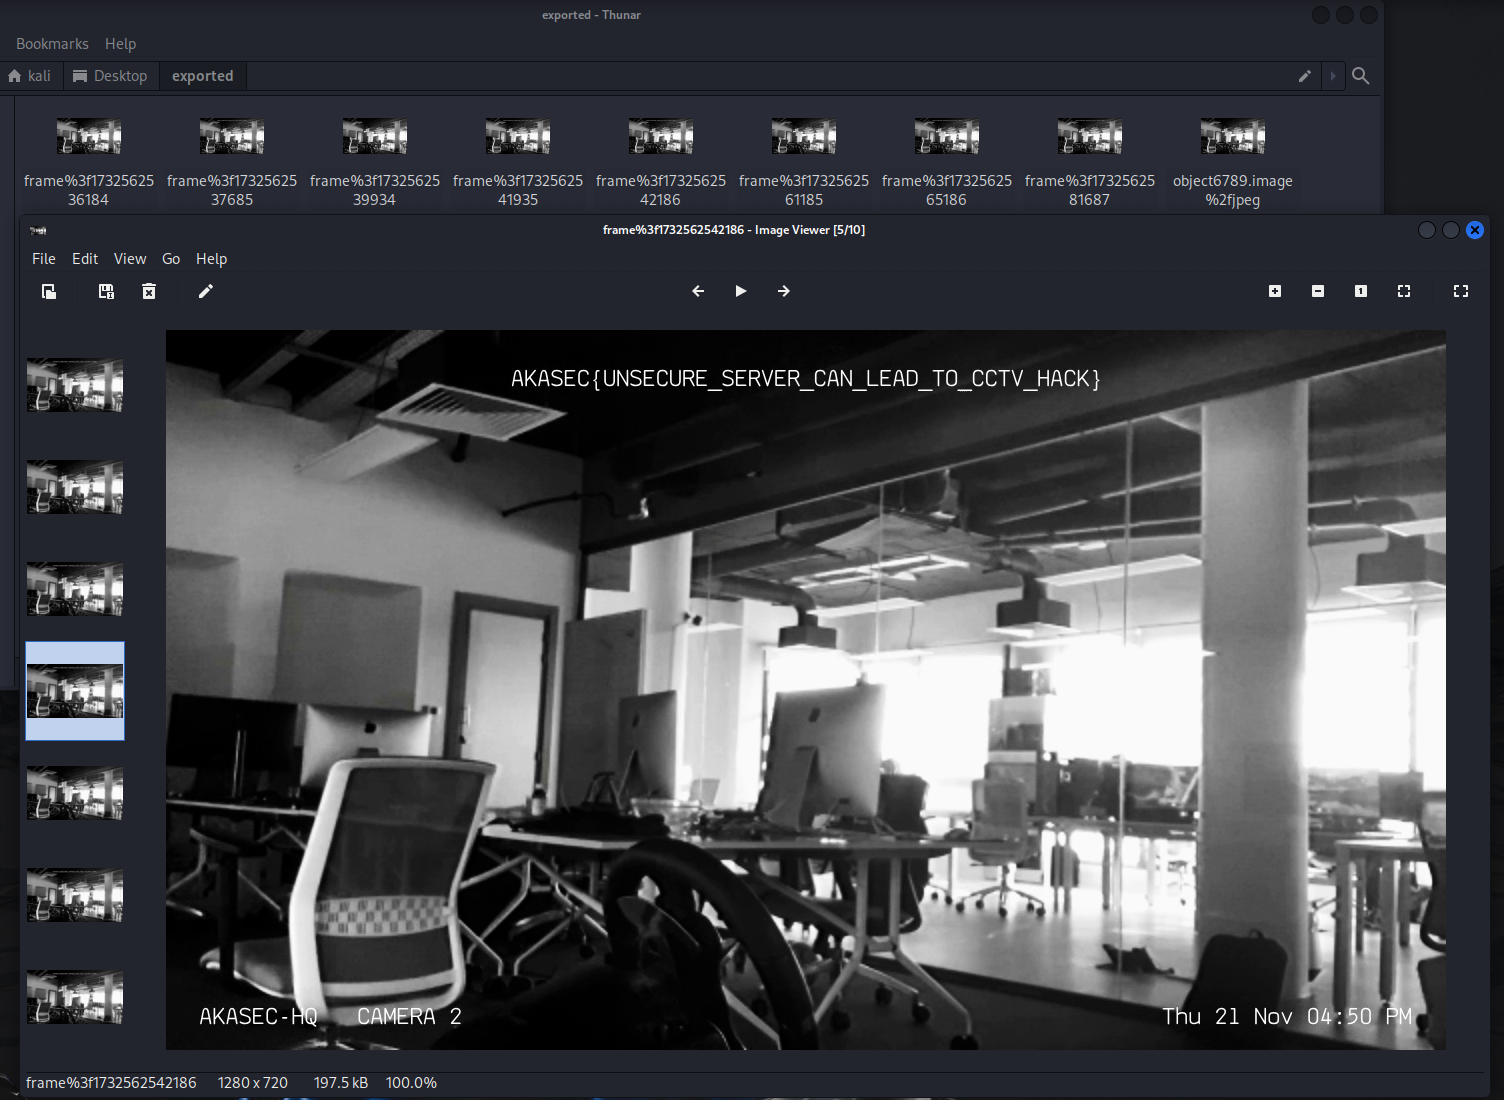 exported - Thunar
Bookmarks Help
kali Desktop exported
frame%3f17325625
36184
frame%3f17325625
37685
frame%3f17325625
39934
frame%3f17325625
41935
frame%3f17325625
42186
frame%3f17325625
61185
frame%3f17325625
65186
frame%3f17325625
81687
object6789.image
%2fjpeg
frame%3f1732562542186 - Image Viewer [5/10]
File Edit View Go Help
AKASEC{UNSECURE_SERVER_CAN_LEAD_TO_CCTV_HACK}
AKASEC-HQ CAMERA 2
Thu 21 Nov 04:50 PM
frame%3f1732562542186 1280 x 720 197.5 kB 100.0%